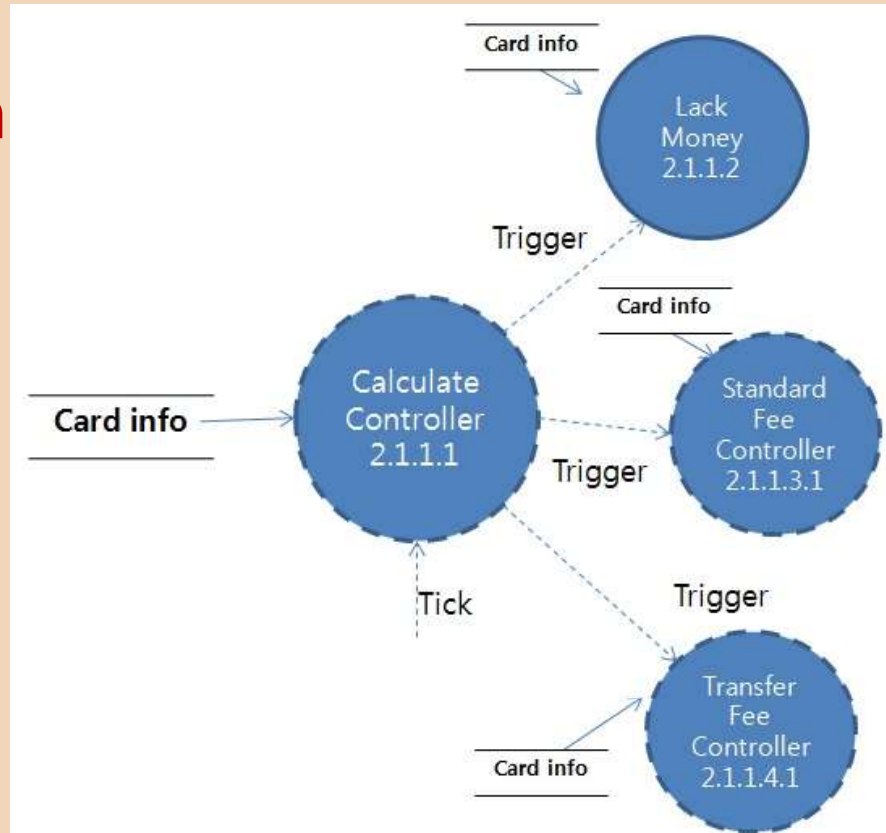 Card info
Lack
Money
2.1.1.2
Trigger
Card info
Calculate
Controller
2.1.1.1
Standard
Fee
Controller
2.1.1.3.1
Card info
Trigger
Tick
Trigger
Transfer
Fee
Controller
2.1.1.4.1
Card info